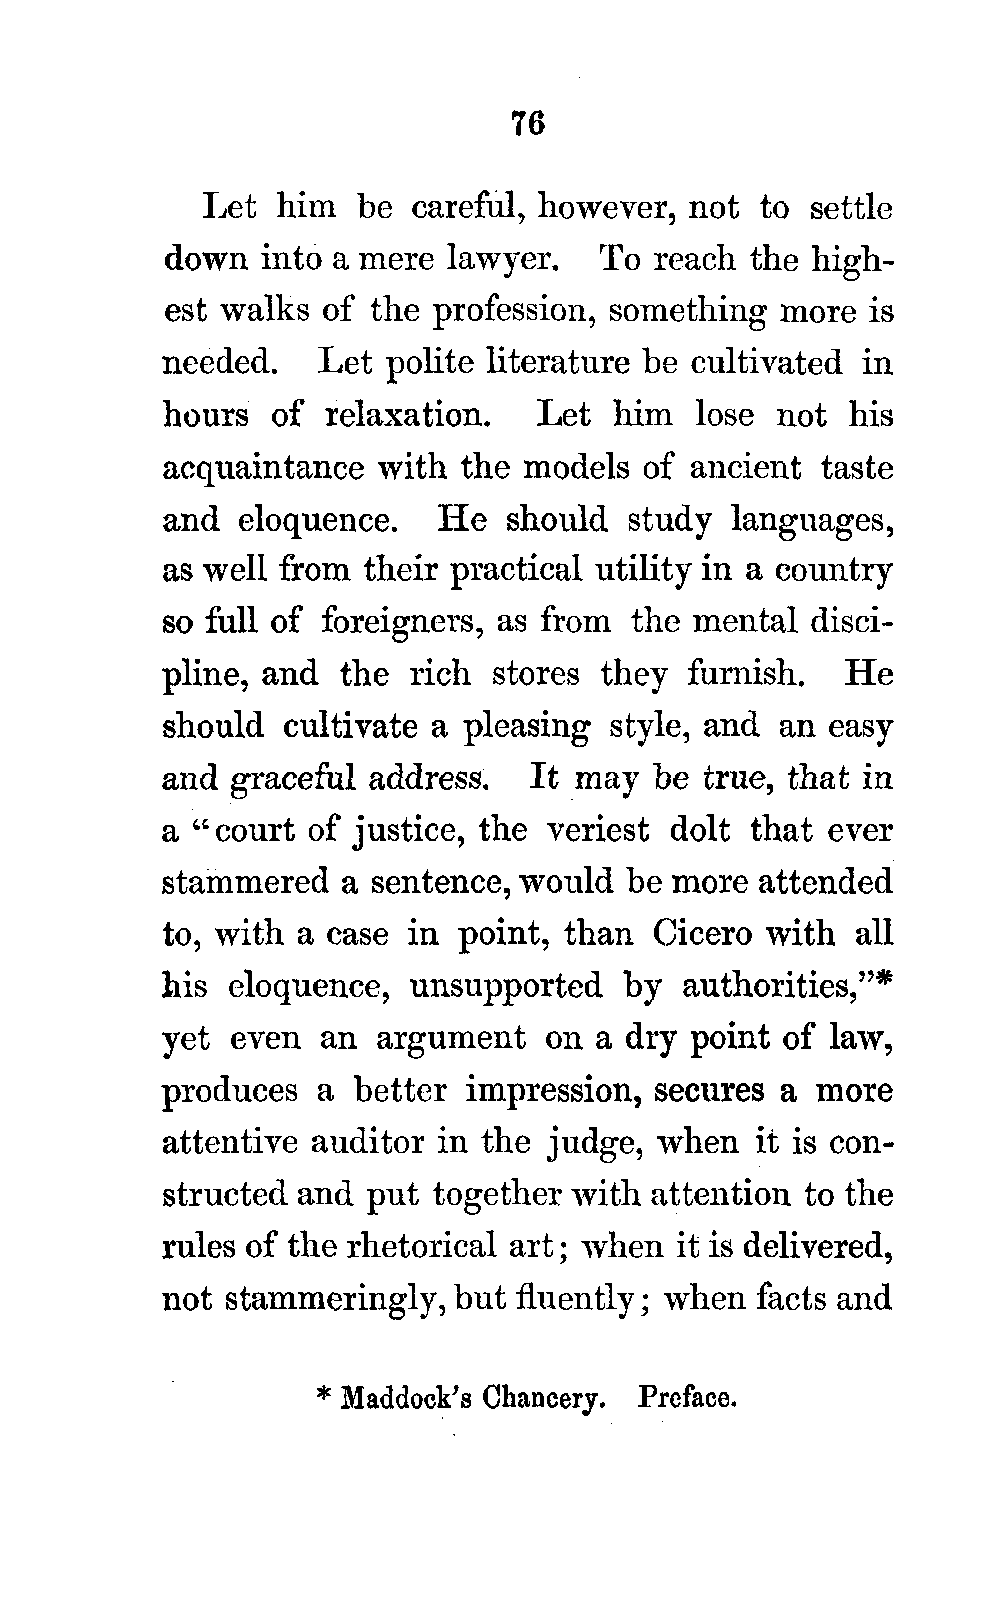 76
Let him be careful, however, not to settle
down into a mere lawyer. To reach the high-
est walks of the profession, something more is
needed. Let polite literature be cultivated in
hours of relaxation. Let him lose not his
acquaintance with the models of ancient taste
and eloquence. He should study languages,
as well from their practical utility in a country
so full of foreigners, as from the mental disci-
pline, and the rich stores they furnish. He
should cultivate a pleasing style, and an easy
and graceful address. It may be true, that in
a “court of justice, the veriest dolt that ever
stammered a sentence, would be more attended
to, with a case in point, than Cicero with all
his eloquence, unsupported by authorities,”*
yet even an argument on a dry point of law,
produces a better impression, secures a more
attentive auditor in the judge, when it is con-
structed and put together with attention to the
rules of the rhetorical art; when it is delivered,
not stammeringly, but fluently; when facts and
* Maddock’s Chancery. Preface.